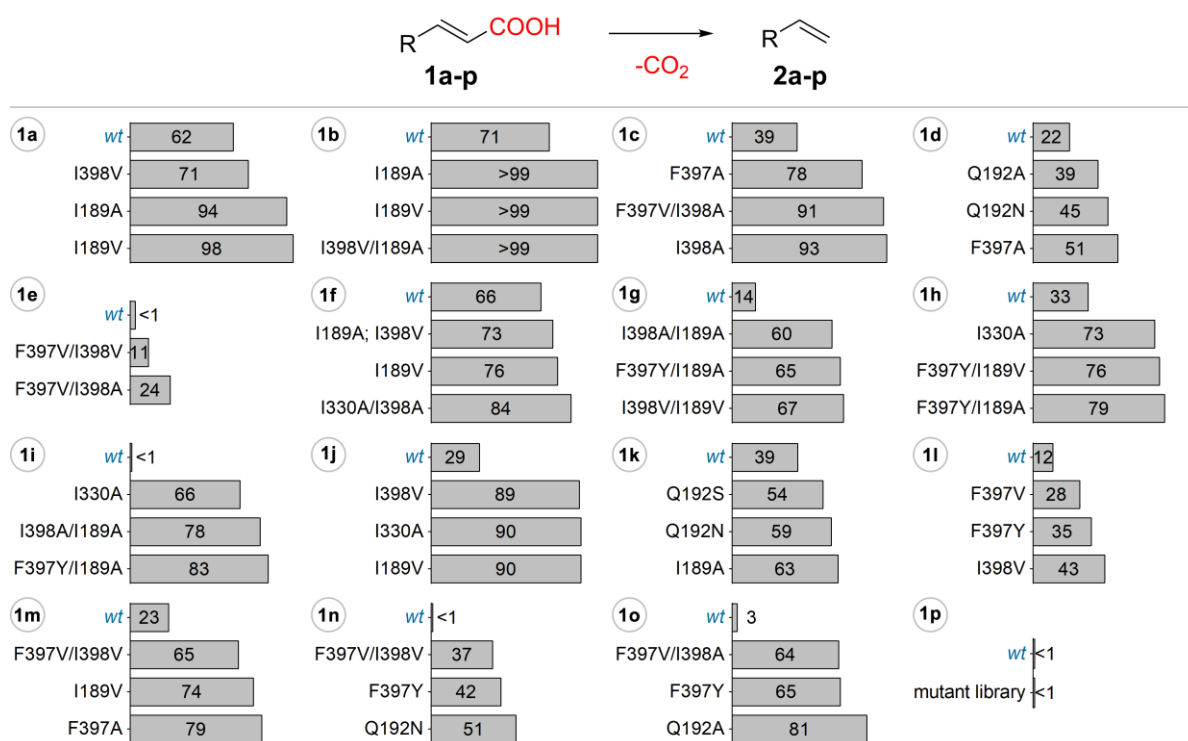 R COOH
-CO2
R
1a-p
2a-p
1a
wt 62
I398V 71
I189A 94
I189V 98
1b
wt 71
I189A >99
I189V >99
I398V/I189A >99
1c
wt 39
F397A 78
F397V/I398A 91
I398A 93
1d
wt 22
Q192A 39
Q192N 45
F397A 51
1e
wt <1
F397V/I398V 11
F397V/I398A 24
1f
wt 66
I189A; I398V 73
I189V 76
I330A/I398A 84
1g
wt 14
I398A/I189A 60
F397Y/I189A 65
I398V/I189V 67
1h
wt 33
I330A 73
F397Y/I189V 76
F397Y/I189A 79
1i
wt <1
I330A 66
I398A/I189A 78
F397Y/I189A 83
1j
wt 29
I398V 89
I330A 90
I189V 90
1k
wt 39
Q192S 54
Q192N 59
I189A 63
1l
wt 12
F397V 28
F397Y 35
I398V 43
1m
wt 23
F397V/I398V 65
I189V 74
F397A 79
1n
wt <1
F397V/I398V 37
F397Y 42
Q192N 51
1o
wt 3
F397V/I398A 64
F397Y 65
Q192A 81
1p
wt <1
mutant library <1